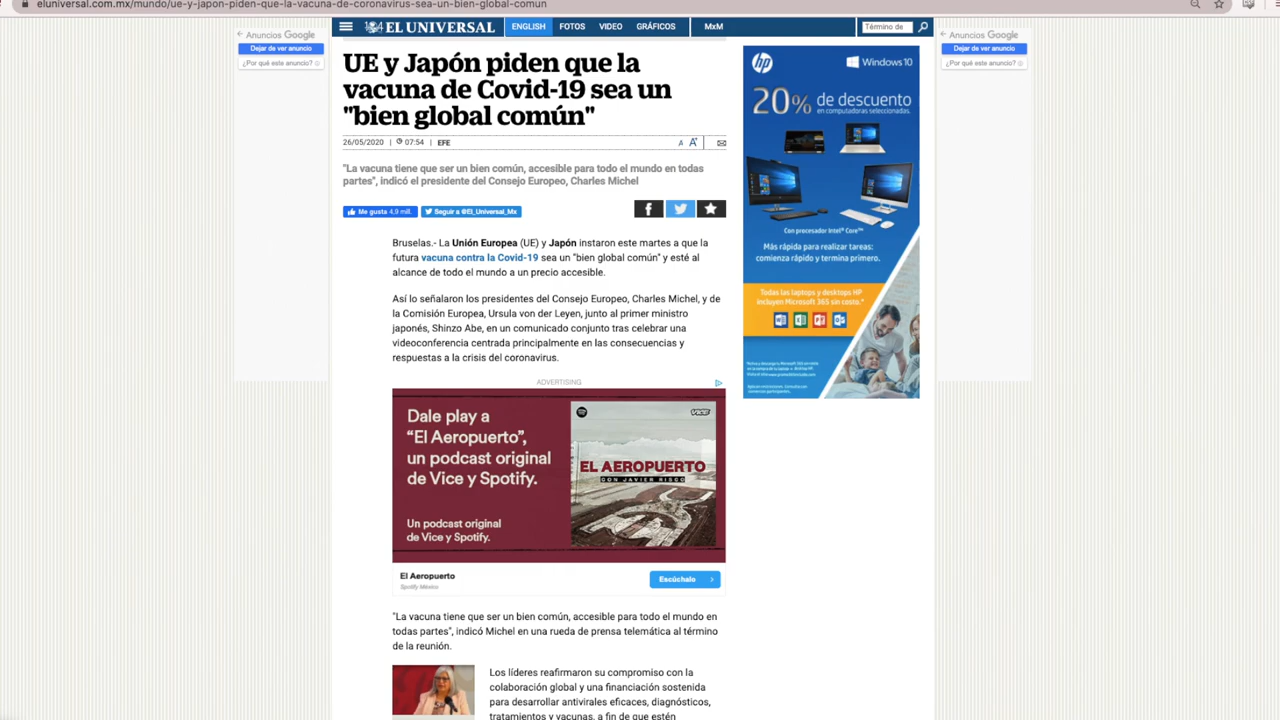 eluniversal.com.mx/mundo/ue-y-japon-piden-que-la-vacuna-de-coronavirus-sea-un-bien-global-comun
EL UNIVERSAL
ENGLISH
FOTOS
VIDEO
GRÁFICOS
MxM
Término de
Anuncios Google
Dejar de ver anuncio
¿Por qué este anuncio?
UE y Japón piden que la
vacuna de Covid-19 sea un
"bien global común"
26/05/2020 | 07:54 | EFE
A A
"La vacuna tiene que ser un bien común, accesible para todo el mundo en todas
partes", indicó el presidente del Consejo Europeo, Charles Michel
Me gusta 4,9 mill.
Seguir a @El_Universal_Mx
Bruselas.- La Unión Europea (UE) y Japón instaron este martes a que la
futura vacuna contra la Covid-19 sea un "bien global común" y esté al
alcance de todo el mundo a un precio accesible.
Así lo señalaron los presidentes del Consejo Europeo, Charles Michel, y de
la Comisión Europea, Ursula von der Leyen, junto al primer ministro
japonés, Shinzo Abe, en un comunicado conjunto tras celebrar una
videoconferencia centrada principalmente en las consecuencias y
respuestas a la crisis del coronavirus.
ADVERTISING
Dale play a
"El Aeropuerto",
un podcast original
de Vice y Spotify.
Un podcast original
de Vice y Spotify.
VICE
EL AEROPUERTO
CON JAVIER RISCO
El Aeropuerto
Spotify México
Escúchalo
"La vacuna tiene que ser un bien común, accesible para todo el mundo en
todas partes", indicó Michel en una rueda de prensa telemática al término
de la reunión.
Los líderes reafirmaron su compromiso con la
colaboración global y una financiación sostenida
para desarrollar antivirales eficaces, diagnósticos,
tratamientos y vacunas, a fin de que estén
hp
Windows 10
20% de descuento
en computadoras seleccionadas.
Con procesador Intel® Core™
Más rápida para realizar tareas:
comienza rápido y termina primero.
Todas las laptops y desktops HP
incluyen Microsoft 365 sin costo.*
Anuncios Google
Dejar de ver anuncio
¿Por qué este anuncio?